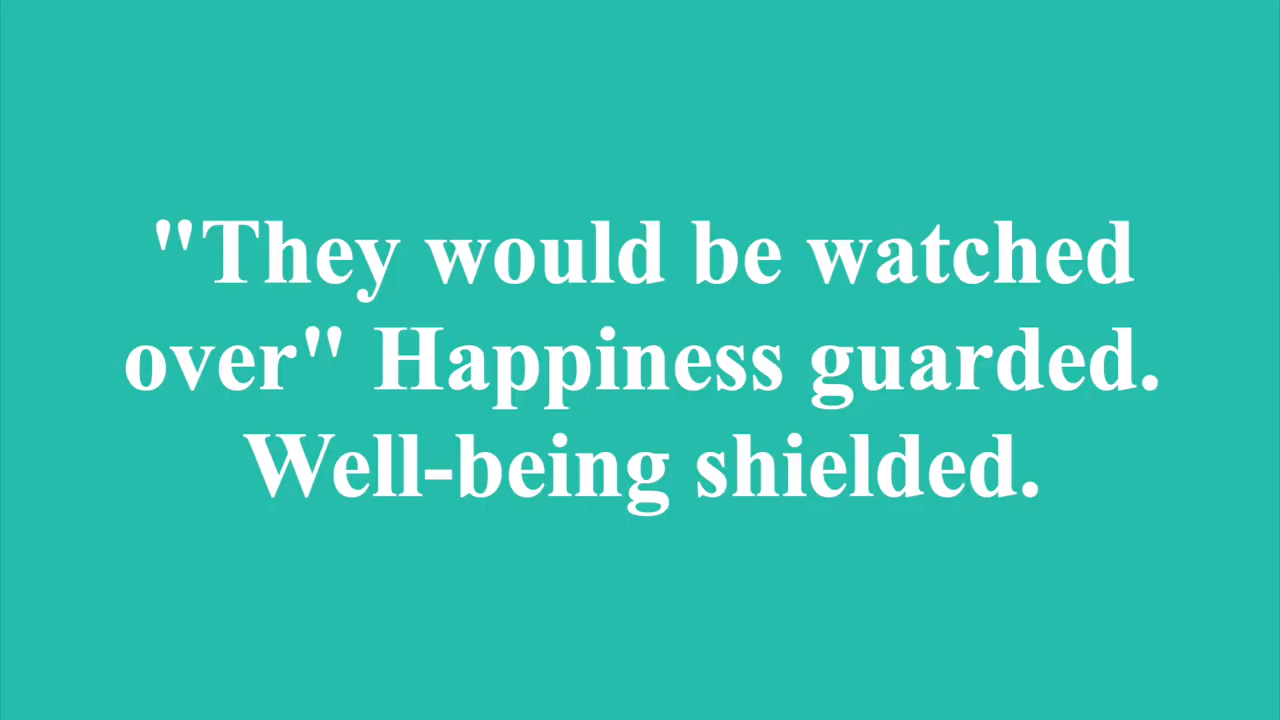 "They would be watched
over" Happiness guarded.
Well-being shielded.